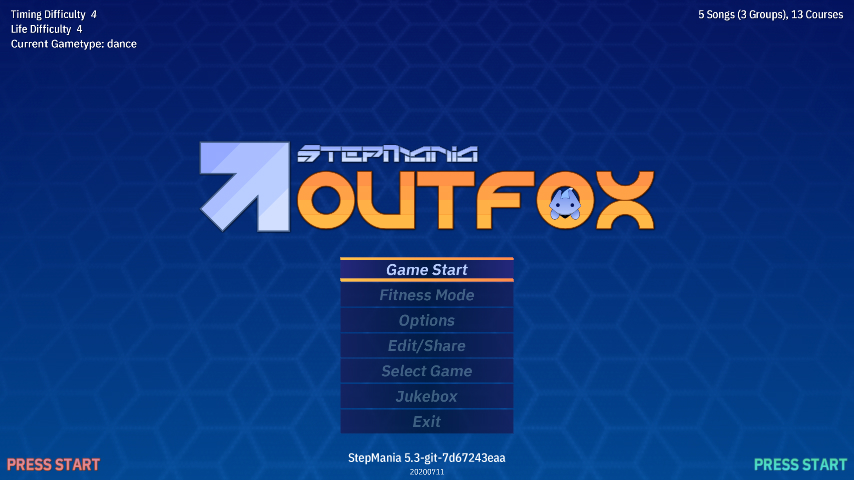 Timing Difficulty 4
Life Difficulty 4
Current Gametype: dance
5 Songs (3 Groups), 13 Courses
STEPMANIA
OUTFOX
Game Start
Fitness Mode
Options
Edit/Share
Select Game
Jukebox
Exit
StepMania 5.3-git-7d67243eaa
20200711
PRESS START
PRESS START